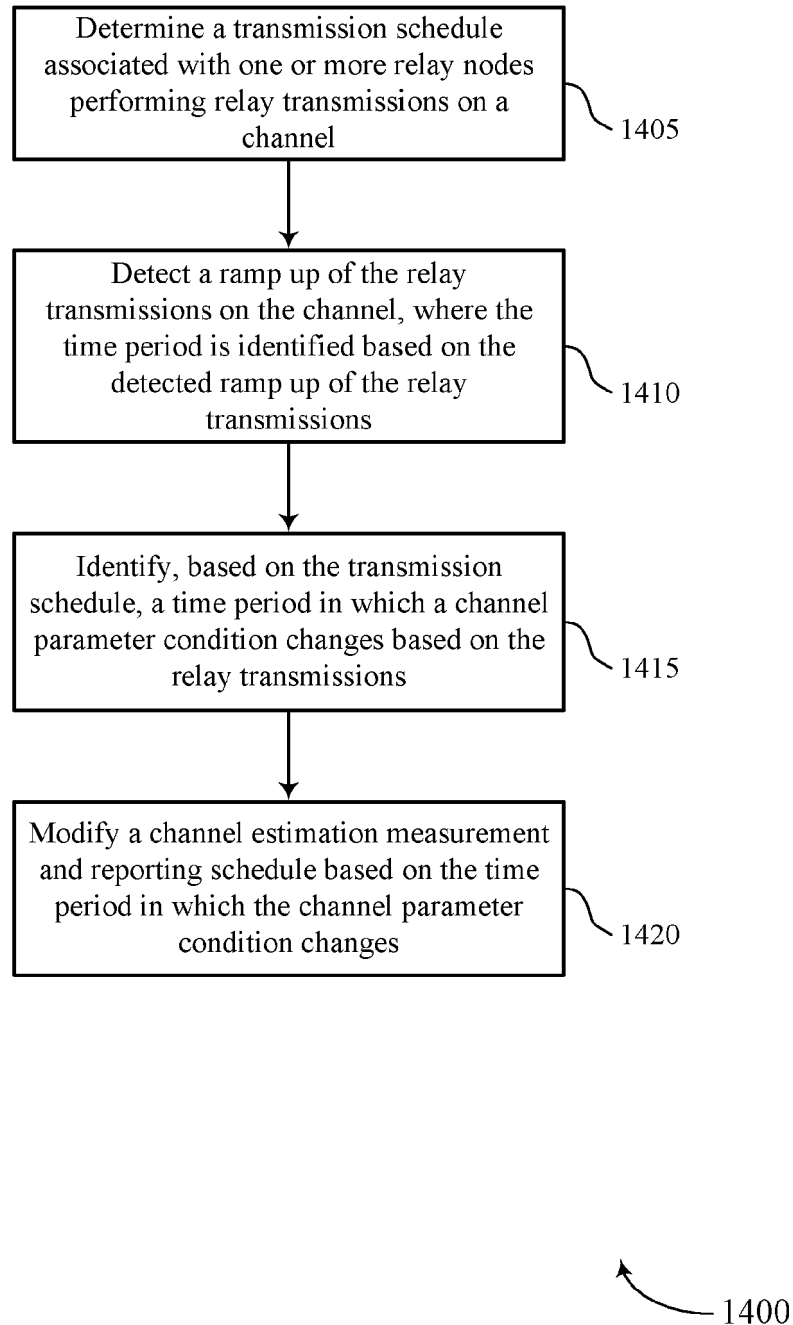 Determine a transmission schedule
associated with one or more relay nodes
performing relay transmissions on a
channel
1405
Detect a ramp up of the relay
transmissions on the channel, where the
time period is identified based on the
detected ramp up of the relay
transmissions
1410
Identify, based on the transmission
schedule, a time period in which a channel
parameter condition changes based on the
relay transmissions
1415
Modify a channel estimation measurement
and reporting schedule based on the time
period in which the channel parameter
condition changes
1420
1400